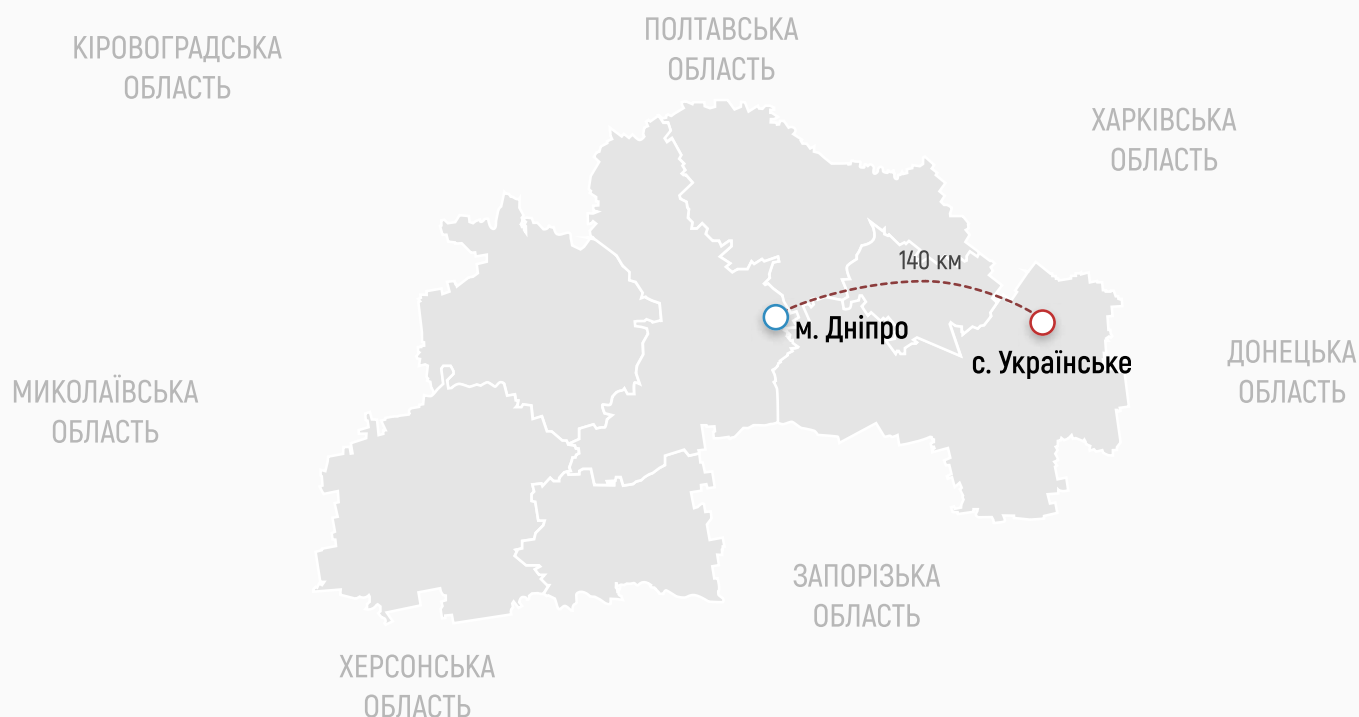 КІРОВОГРАДСЬКА
ОБЛАСТЬ
ПОЛТАВСЬКА
ОБЛАСТЬ
ХАРКІВСЬКА
ОБЛАСТЬ
140 км
м. Дніпро
с. Українське
ДОНЕЦЬКА
ОБЛАСТЬ
МИКОЛАЇВСЬКА
ОБЛАСТЬ
ЗАПОРІЗЬКА
ОБЛАСТЬ
ХЕРСОНСЬКА
ОБЛАСТЬ